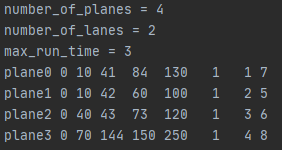 number_of_planes = 4
number_of_lanes = 2
max_run_time = 3
plane0 0 10 41  84  130   1   1 7
plane1 0 10 42  60  100   1   2 5
plane2 0 40 43  73  120   1   3 6
plane3 0 70 144 150 250   1   4 8